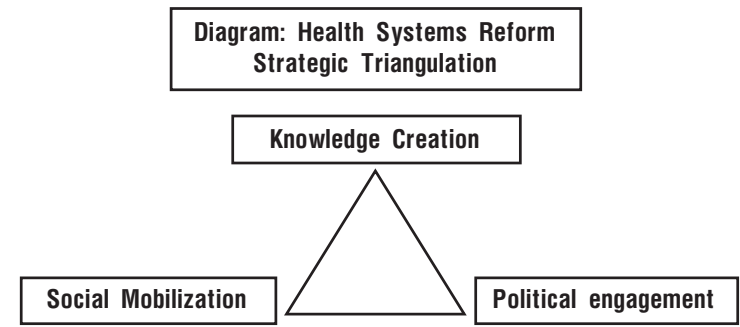 Diagram: Health Systems Reform
Strategic Triangulation
Knowledge Creation
Social Mobilization
Political engagement